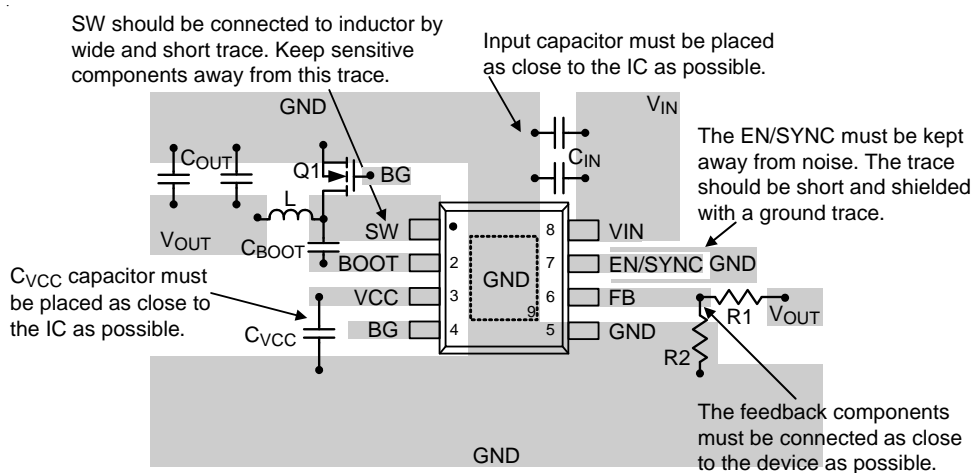 SW should be connected to inductor by
wide and short trace. Keep sensitive
components away from this trace.
Input capacitor must be placed
as close to the IC as possible.
GND
VIN
The EN/SYNC must be kept
away from noise. The trace
should be short and shielded
with a ground trace.
COUT
Q1
BG
CIN
L
SW
8
VIN
VOUT
CBOOT
BOOT
2
GND
7
EN/SYNC
GND
CVCC capacitor must
be placed as close to
the IC as possible.
VCC
3
9
6
FB
R1
VOUT
CVCC
BG
4
5
GND
R2
The feedback components
must be connected as close
to the device as possible.
GND